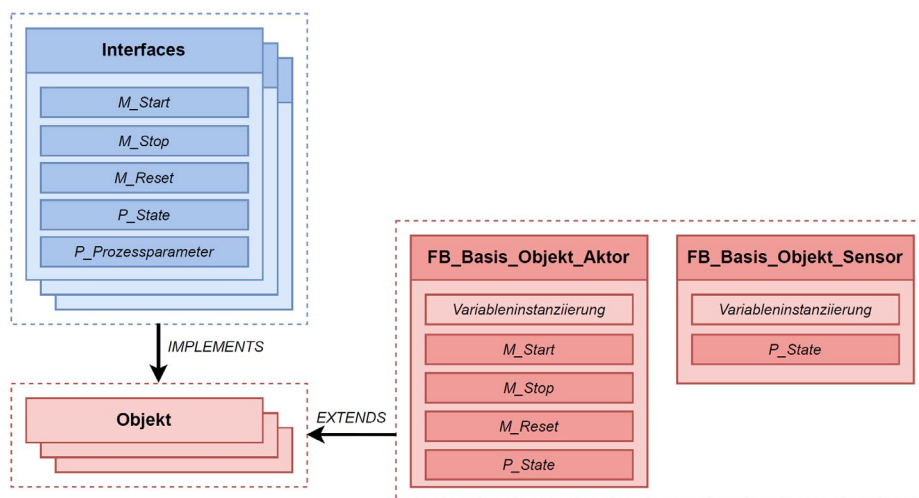 Interfaces
M_Start
M_Stop
M_Reset
P_State
P_Prozessparameter
IMPLEMENTS
Objekt
EXTENDS
FB_Basis_Objekt_Aktor
Variableninstanziierung
M_Start
M_Stop
M_Reset
P_State
FB_Basis_Objekt_Sensor
Variableninstanziierung
P_State